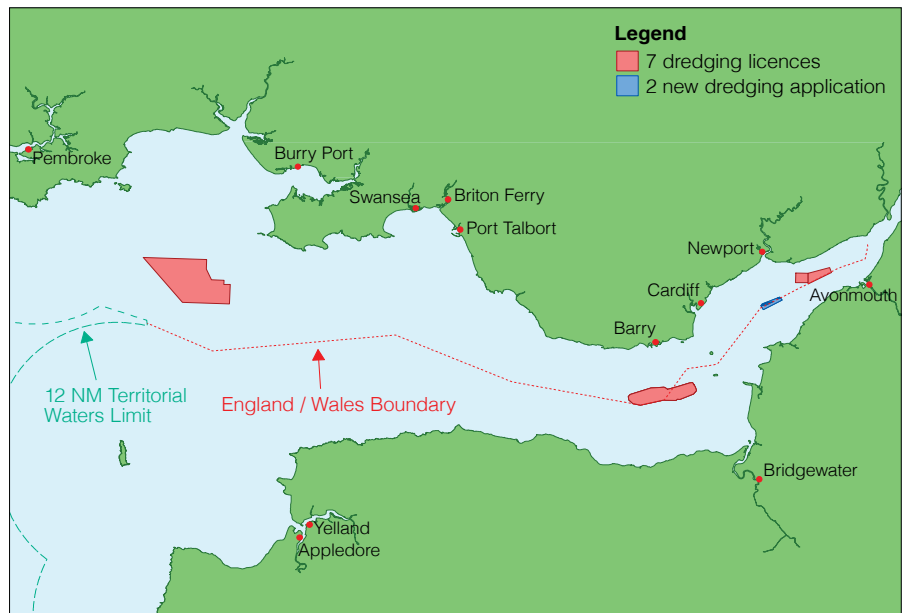 Legend
7 dredging licences
2 new dredging application
Pembroke
Burry Port
Swansea
Briton Ferry
Port Talbort
Newport
Cardiff
Avonmouth
Barry
12 NM Territorial
Waters Limit
England / Wales Boundary
Bridgewater
Yelland
Appledore